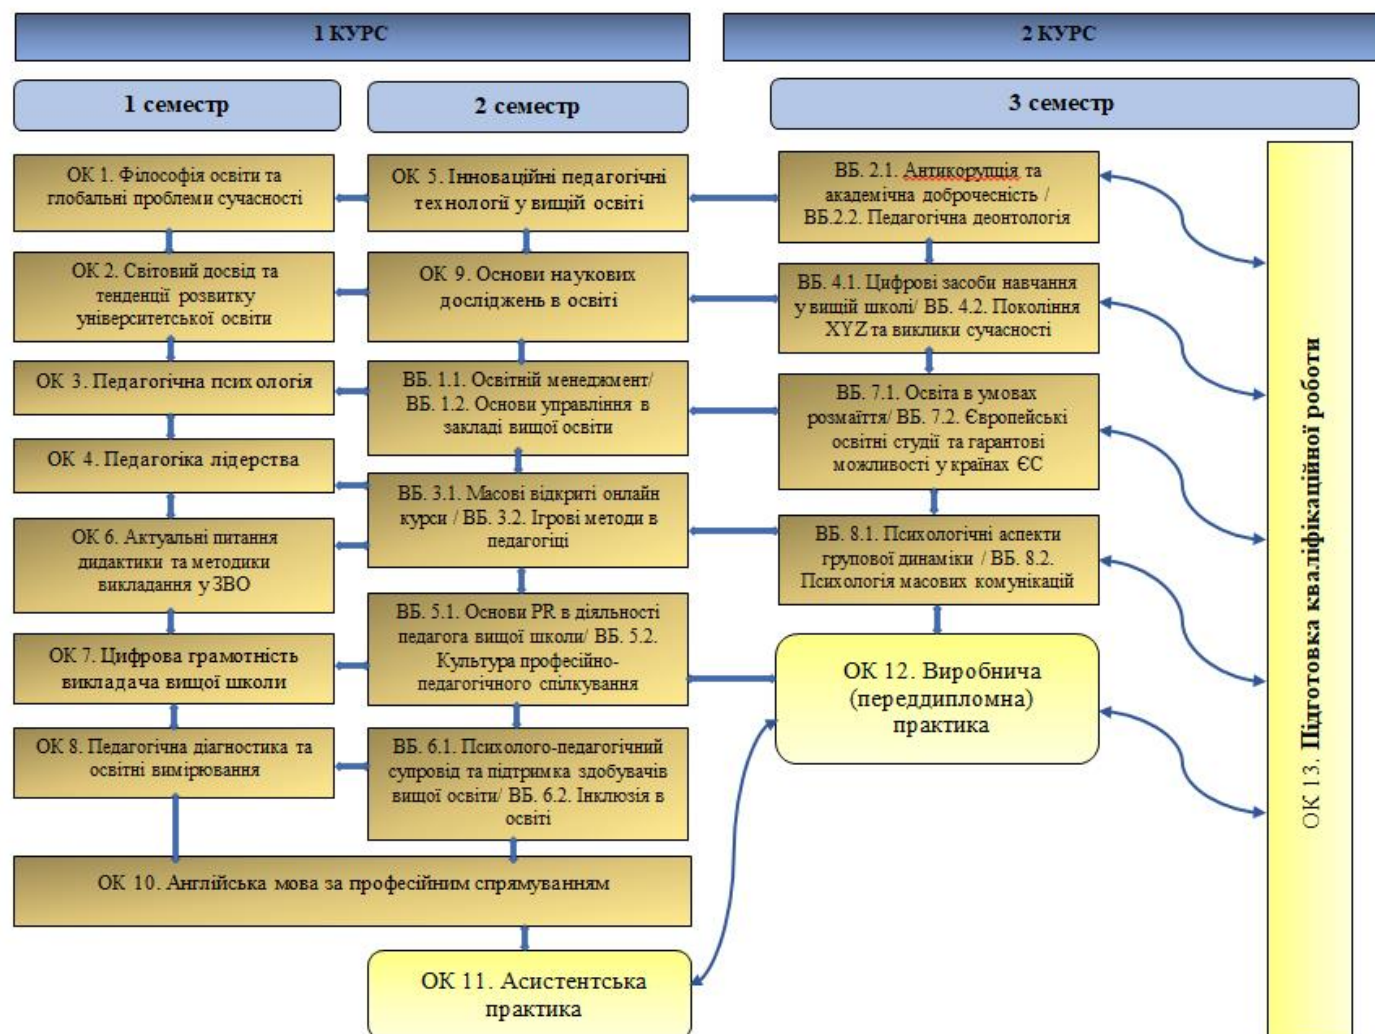 1 КУРС
2 КУРС
1 семестр
2 семестр
3 семестр
ОК 1. Філософія освіти та
глобальні проблеми сучасності
ОК 2. Світовий досвід та
тенденції розвитку
університетської освіти
ОК 3. Педагогічна психологія
ОК 4. Педагогіка лідерства
ОК 6. Актуальні питання
дидактики та методики
викладання у ЗВО
ОК 7. Цифрова грамотність
викладача вищої школи
ОК 8. Педагогічна діагностика та
освітні вимірювання
ОК 5. Інноваційні педагогічні
технології у вищій освіті
ОК 9. Основи наукових
досліджень в освіті
ВБ. 1.1. Освітній менеджмент/
ВБ. 1.2. Основи управління в
закладі вищої освіти
ВБ. 3.1. Масові відкриті онлайн
курси / ВБ. 3.2. Ігрові методи в
педагогіці
ВБ. 5.1. Основи PR в діяльності
педагога вищої школи/ ВБ. 5.2.
Культура професійно-
педагогічного спілкування
ВБ. 6.1. Психолого-педагогічний
супровід та підтримка здобувачів
вищої освіти/ ВБ. 6.2. Інклюзія в
освіті
ОК 10. Англійська мова за професійним спрямуванням
ОК 11. Асистентська
практика
ВБ. 2.1. Антикорупція та
академічна доброчесність /
ВБ.2.2. Педагогічна деонтологія
ВБ. 4.1. Цифрові засоби навчання
у вищій школі/ ВБ. 4.2. Покоління
XYZ та виклики сучасності
ВБ. 7.1. Освіта в умовах
розмаїття/ ВБ. 7.2. Європейські
освітні студії та гарантові
можливості у країнах ЄС
ВБ. 8.1. Психологічні аспекти
групової динаміки / ВБ. 8.2.
Психологія масових комунікацій
ОК 12. Виробнича
(переддипломна)
практика
ОК 13. Підготовка кваліфікаційної роботи